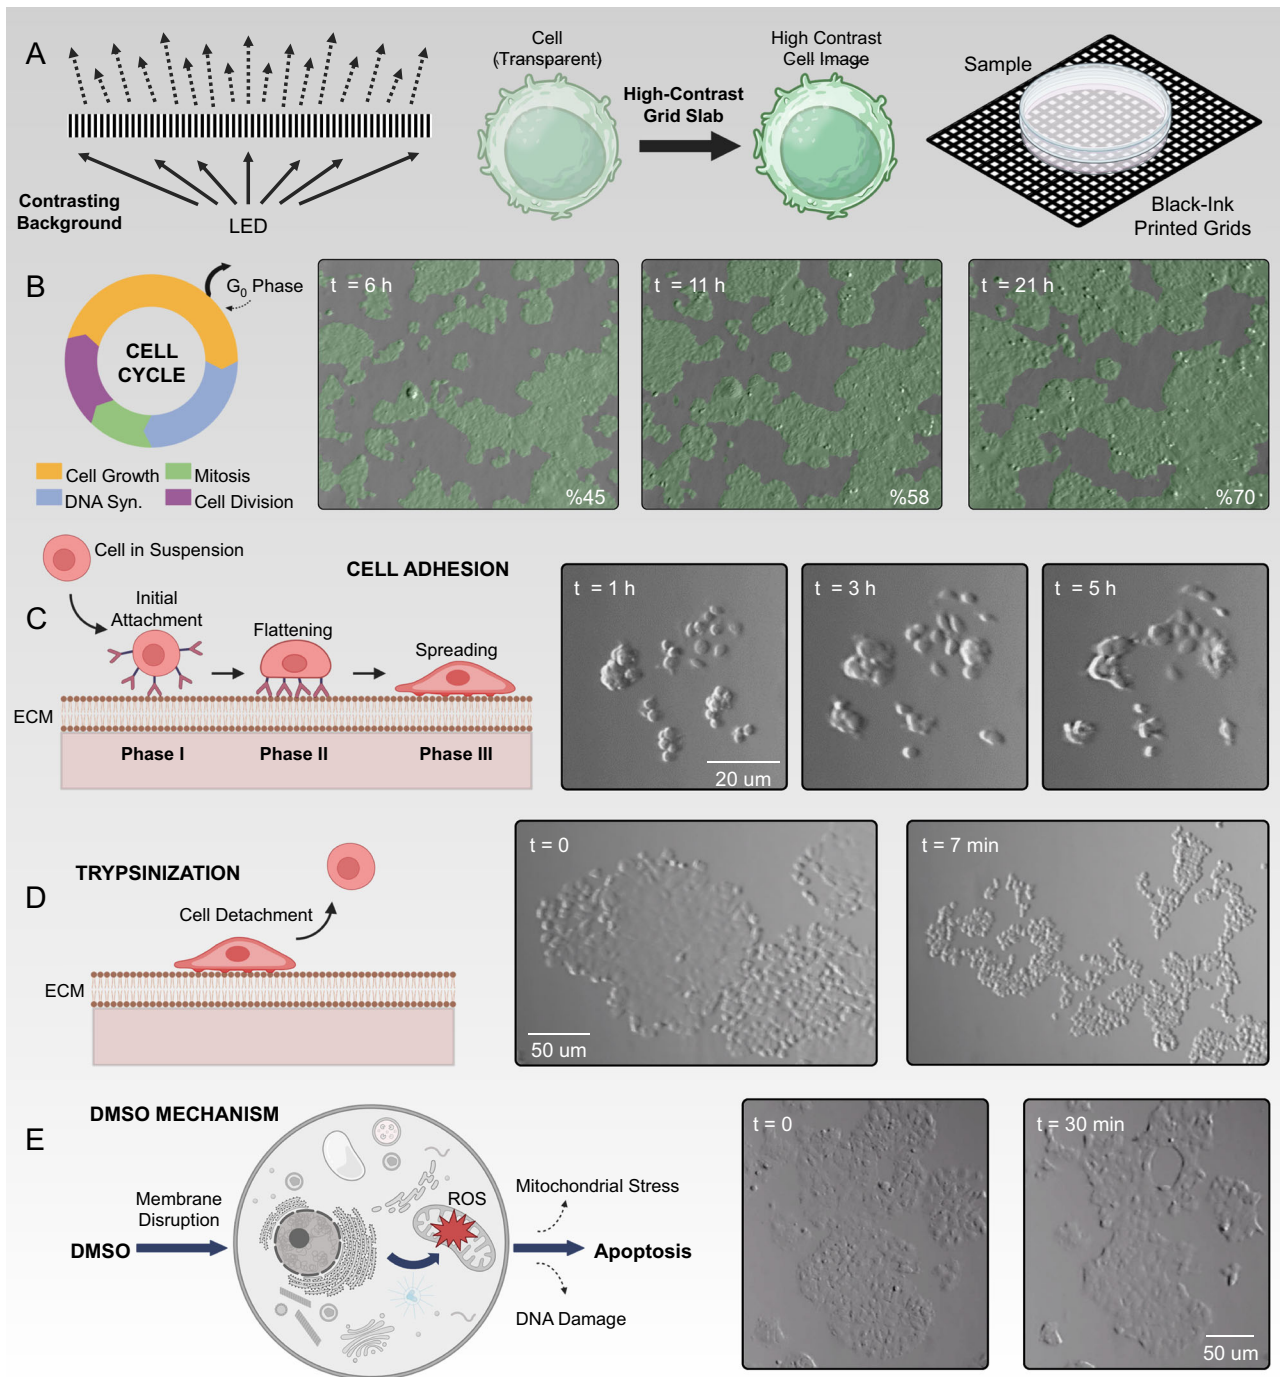 A
Contrasting
Background
LED
Cell
(Transparent)
High-Contrast
Grid Slab
High Contrast
Cell Image
Sample
Black-Ink
Printed Grids
B
G₀ Phase
CELL
CYCLE
Cell Growth
Mitosis
DNA Syn.
Cell Division
t = 6 h
%45
t = 11 h
%58
t = 21 h
%70
C
Cell in Suspension
CELL ADHESION
Initial
Attachment
Flattening
Spreading
ECM
Phase I
Phase II
Phase III
t = 1 h
20 um
t = 3 h
t = 5 h
D
TRYPSINIZATION
Cell Detachment
ECM
t = 0
50 um
t = 7 min
E
DMSO MECHANISM
Membrane
Disruption
DMSO
ROS
Mitochondrial Stress
Apoptosis
DNA Damage
t = 0
t = 30 min
50 um